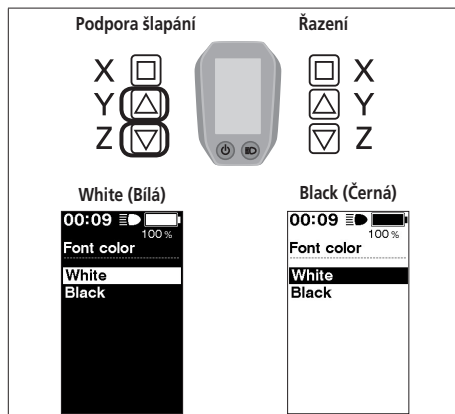 Podpora šlapání Řazení
X X
Y Y
Z Z
White (Bílá) Black (Černá)
00:09 100 %
Font color
White
Black
00:09 100 %
Font color
White
Black